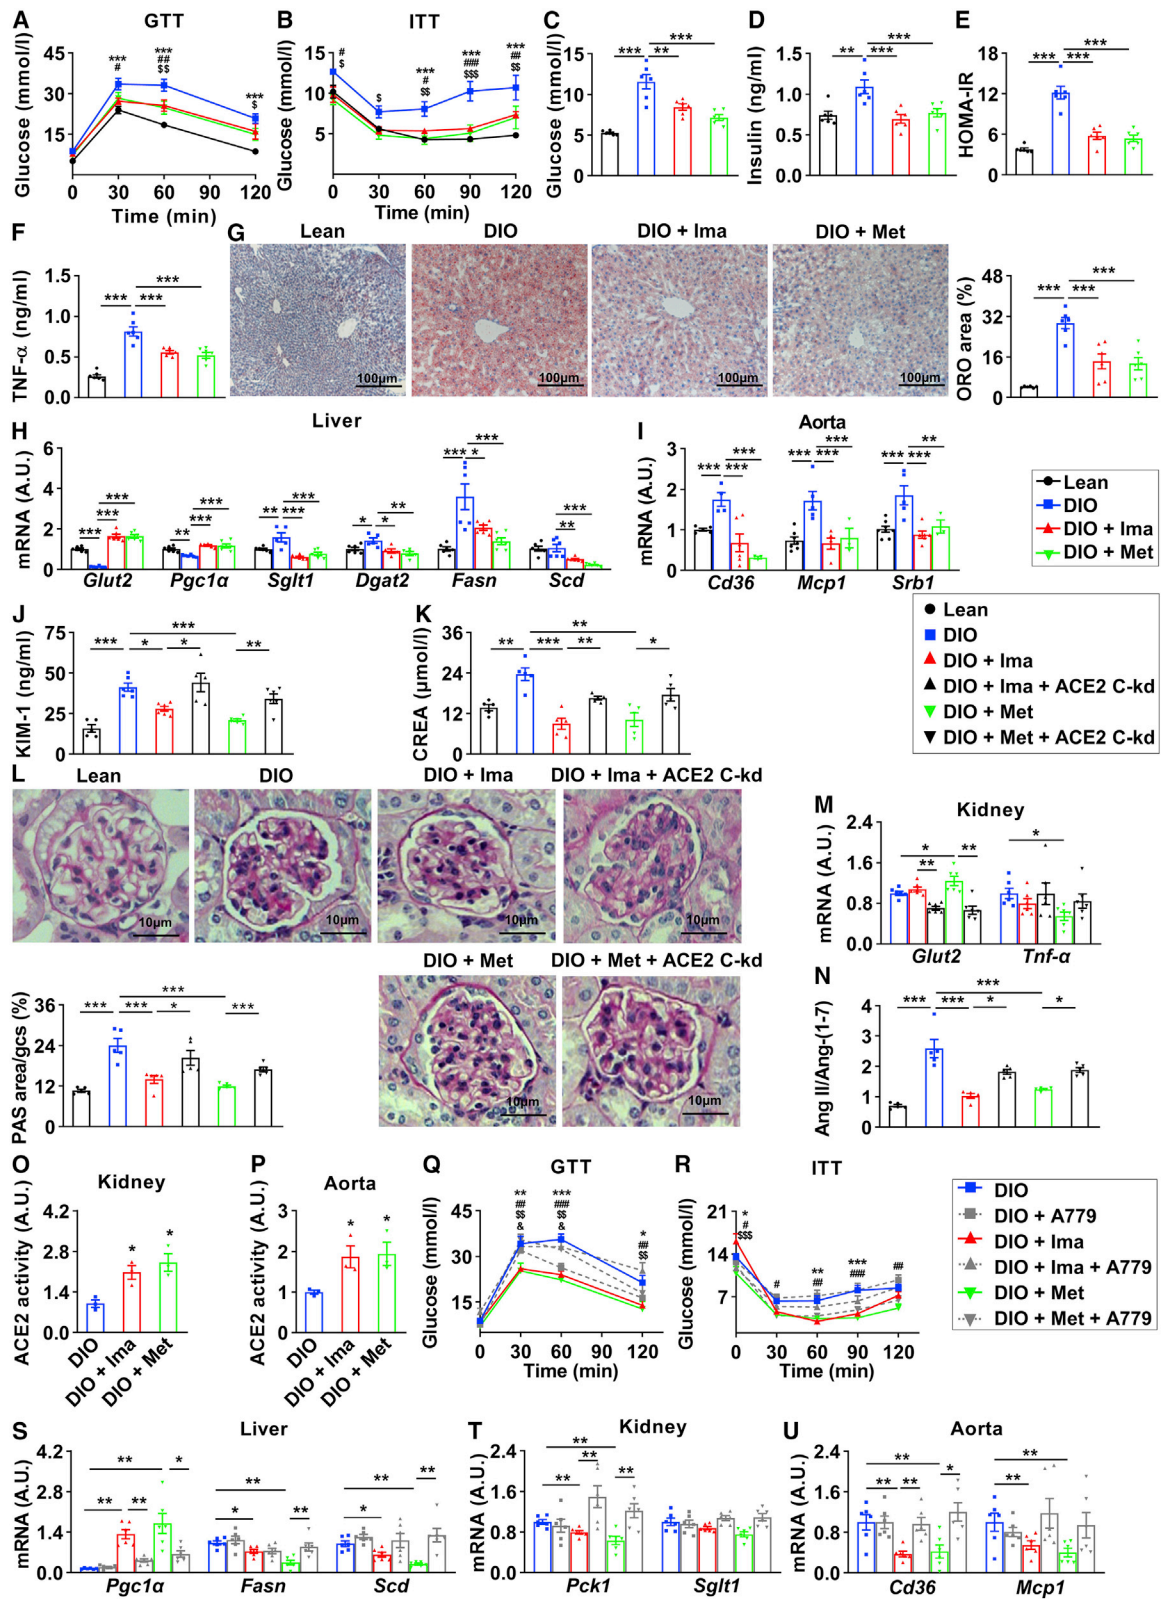 A
GTT
Glucose (mmol/l)
45
30
15
***
#
***
##
$$
***
$
0 30 60 90 120
Time (min)
B
ITT
Glucose (mmol/l)
15
10
5
#
$
$
***
#
$$
***
###
$$$
***
##
$$
0 30 60 90 120
Time (min)
C
Glucose (mmol/l)
15
10
5
0
***
*** **
D
Insulin (ng/ml)
1.5
1.0
0.5
0.0
***
** ***
E
HOMA-IR
18
12
6
0
***
*** ***
F
TNF-α (ng/ml)
1.5
1.0
0.5
0.0
***
*** ***
G
Lean DIO DIO + Ima DIO + Met
100μm 100μm 100μm 100μm
ORO area (%)
48
32
16
0
***
*** ***
H
Liver
mRNA (A.U.)
6
4
2
0
*** *** ***
** *** ***
** *** ***
* * **
*** * ***
** ***
Glut2 Pgc1α Sglt1 Dgat2 Fasn Scd
I
Aorta
mRNA (A.U.)
3
2
1
0
*** *** ***
*** *** ***
*** *** **
Cd36 Mcp1 Srb1
Lean
DIO
DIO + Ima
DIO + Met
J
KIM-1 (ng/ml)
75
50
25
0
***
*** * * **
K
CREA (μmol/l)
36
24
12
0
**
** *** ** *
Lean
DIO
DIO + Ima
DIO + Ima + ACE2 C-kd
DIO + Met
DIO + Met + ACE2 C-kd
L
Lean DIO DIO + Ima DIO + Ima + ACE2 C-kd
10μm 10μm 10μm 10μm
DIO + Met DIO + Met + ACE2 C-kd
10μm 10μm
PAS area/gcs (%)
36
24
12
0
***
*** *** * ***
M
Kidney
mRNA (A.U.)
2.4
1.6
0.8
0.0
* **
**
*
Glut2 Tnf-α
N
Ang II/Ang-(1-7)
4
3
2
1
0
***
*** *** * *
O
Kidney
ACE2 activity (A.U.)
4.2
2.8
1.4
0.0
* *
DIO
DIO + Ima
DIO + Met
P
Aorta
ACE2 activity (A.U.)
3
2
1
0
* *
DIO
DIO + Ima
DIO + Met
Q
GTT
Glucose (mmol/l)
45
30
15
**
##
$$
&
***
###
$$
&
*
##
$$
0 30 60 90 120
Time (min)
R
ITT
Glucose (mmol/l)
21
14
7
*
#
$$$
#
**
##
***
###
##
0 30 60 90 120
Time (min)
DIO
DIO + A779
DIO + Ima
DIO + Ima + A779
DIO + Met
DIO + Met + A779
S
Liver
mRNA (A.U.)
4.2
2.8
1.4
0.0
** *
** **
**
* **
** **
*
Pgc1α Fasn Scd
T
Kidney
mRNA (A.U.)
2.4
1.6
0.8
0.0
**
**
** **
Pck1 Sglt1
U
Aorta
mRNA (A.U.)
2.4
1.6
0.8
0.0
**
** ** *
**
**
Cd36 Mcp1